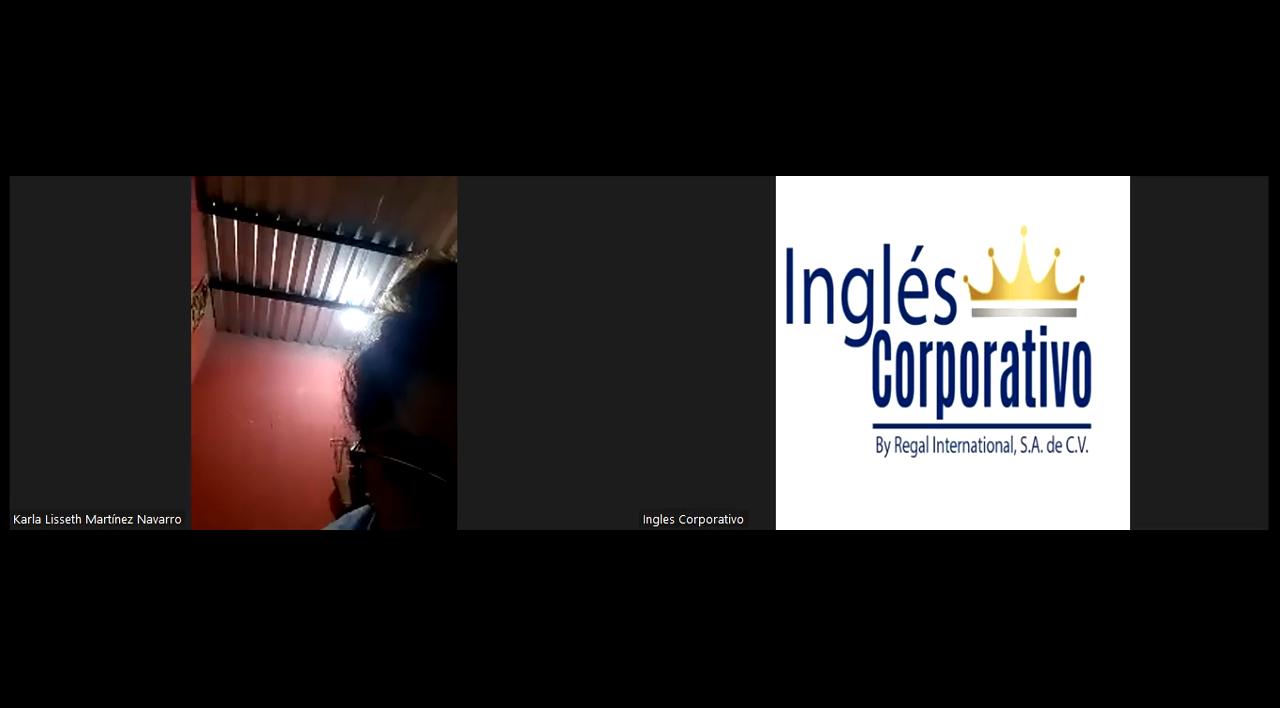 Inglés
Corporativo
By Regal International, S.A. de C.V.
Karla Lisseth Martínez Navarro
Ingles Corporativo